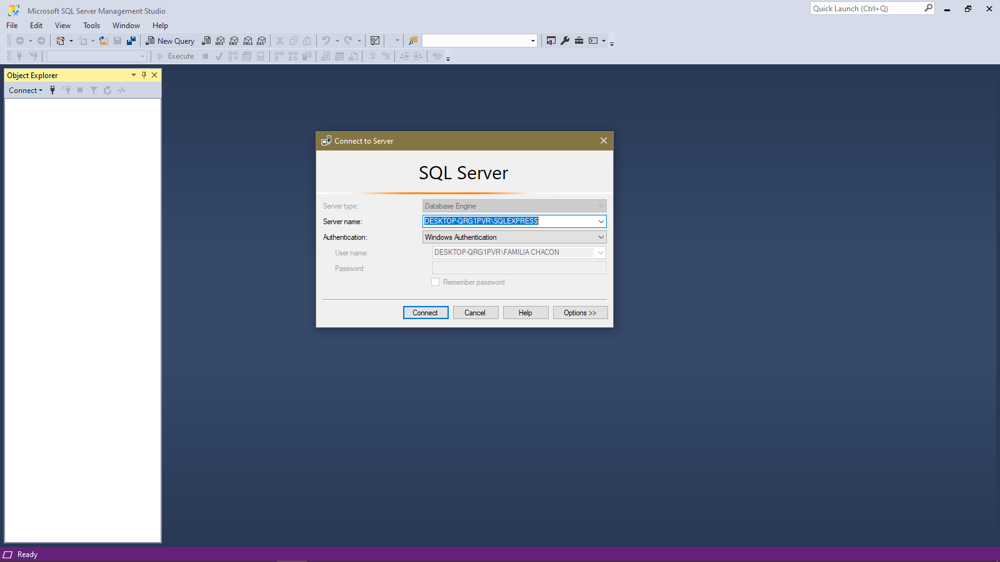 Microsoft SQL Server Management Studio
Quick Launch (Ctrl+Q)
File Edit View Tools Window Help
New Query MDX DMX XMLA DAX
Execute
Object Explorer
Connect
Connect to Server
SQL Server
Server type: Database Engine
Server name: DESKTOP-QRG1PVR\SQLEXPRESS
Authentication: Windows Authentication
User name: DESKTOP-QRG1PVR\FAMILIA CHACON
Password:
Remember password
Connect Cancel Help Options >>
Ready